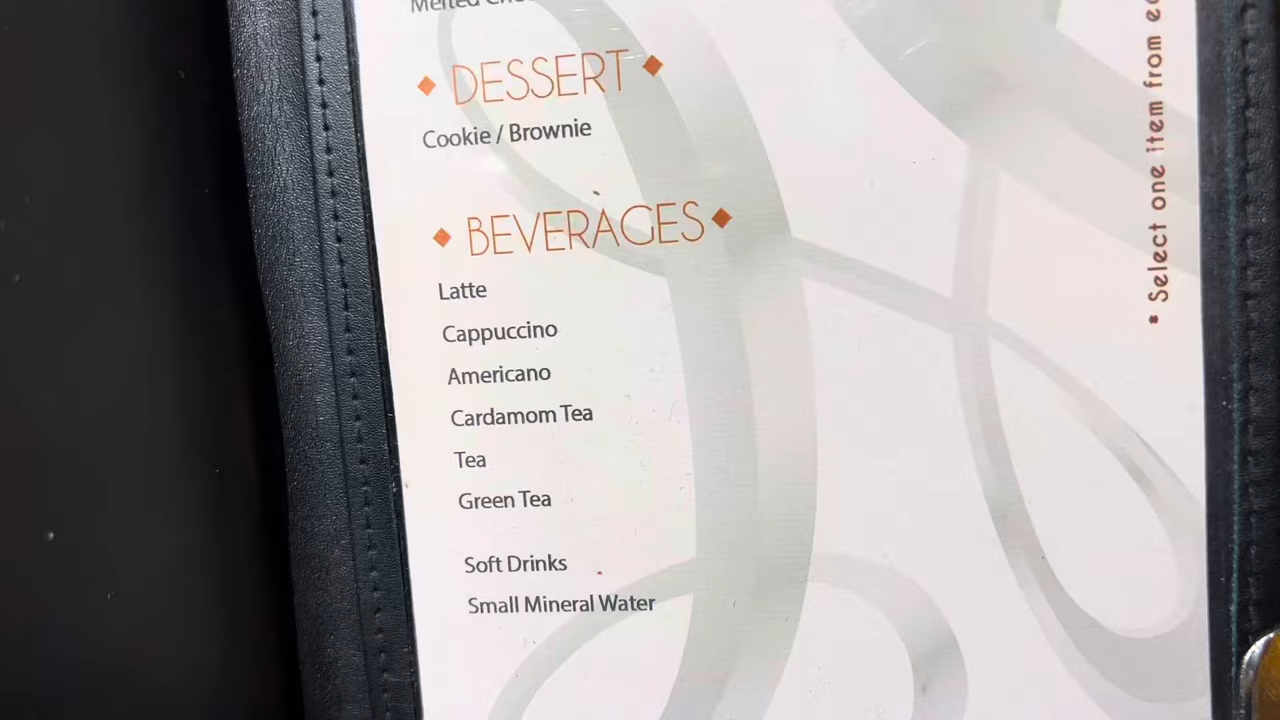 Melted
DESSERT
Cookie / Brownie
BEVERAGES
Latte
Cappuccino
Americano
Cardamom Tea
Tea
Green Tea
Soft Drinks
Small Mineral Water
* Select one item from